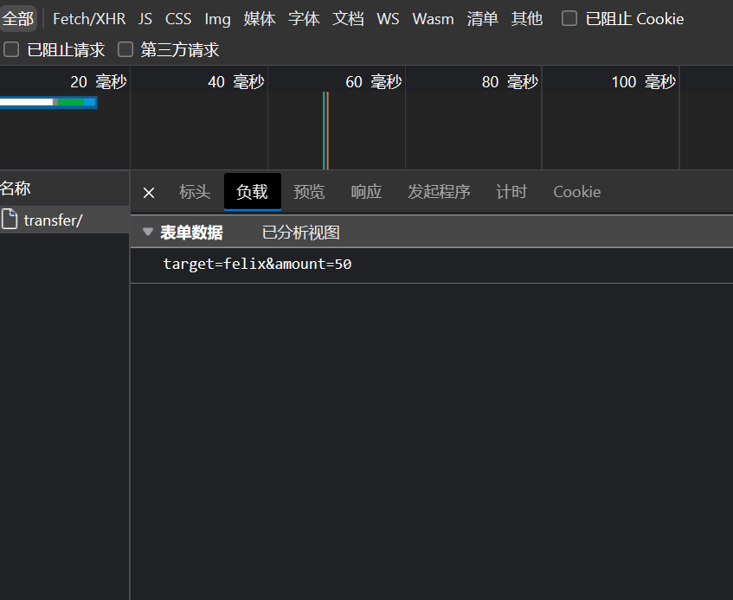 全部 Fetch/XHR JS CSS Img 媒体 字体 文档 WS Wasm 清单 其他 已阻止 Cookie
已阻止请求 第三方请求
20 毫秒 40 毫秒 60 毫秒 80 毫秒 100 毫秒
名称 标头 负载 预览 响应 发起程序 计时 Cookie
transfer/ 表单数据 已分析视图
target=felix&amount=50